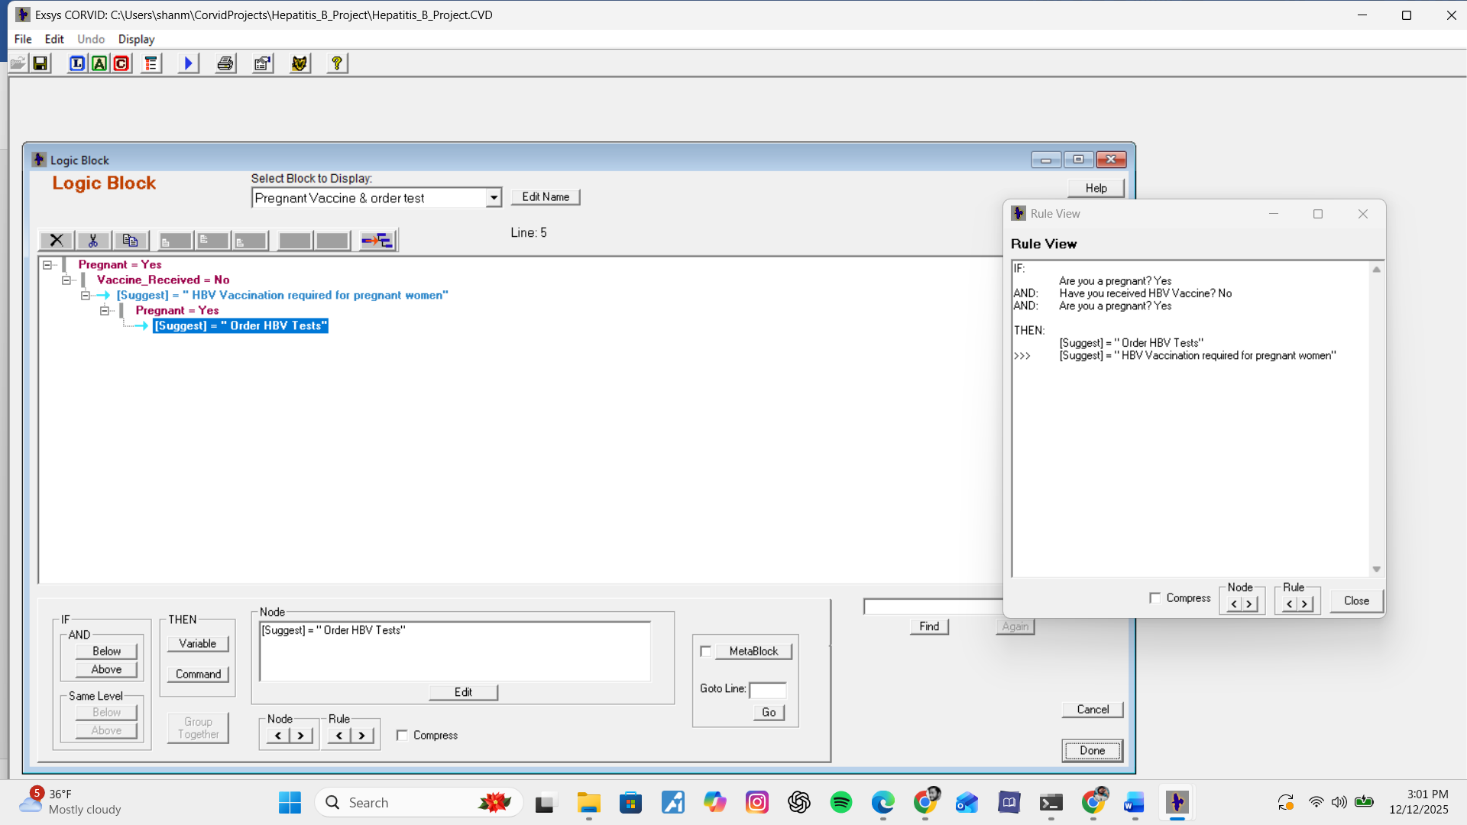 Exsys CORVID: C:\Users\shanm\CorvidProjects\Hepatitis_B_Project\Hepatitis_B_Project.CVD
File Edit Undo Display
L A C
?
Logic Block
Logic Block
Select Block to Display:
Pregnant Vaccine & order test
Edit Name
Help
Line: 5
Pregnant = Yes
Vaccine_Received = No
[Suggest] = " HBV Vaccination required for pregnant women"
Pregnant = Yes
[Suggest] = " Order HBV Tests"
Rule View
Rule View
IF:
Are you a pregnant? Yes
AND: Have you received HBV Vaccine? No
AND: Are you a pregnant? Yes
THEN:
[Suggest] = " Order HBV Tests"
>>> [Suggest] = " HBV Vaccination required for pregnant women"
Compress
Node
< >
Rule
< >
Close
IF
AND
Below
Above
Same Level
Below
Above
THEN
Variable
Command
Group
Together
Node
[Suggest] = " Order HBV Tests"
Edit
Node
< >
Rule
< >
Compress
MetaBlock
Goto Line:
Go
Find
Again
Cancel
Done
5
36°F
Mostly cloudy
Search
3:01 PM
12/12/2025